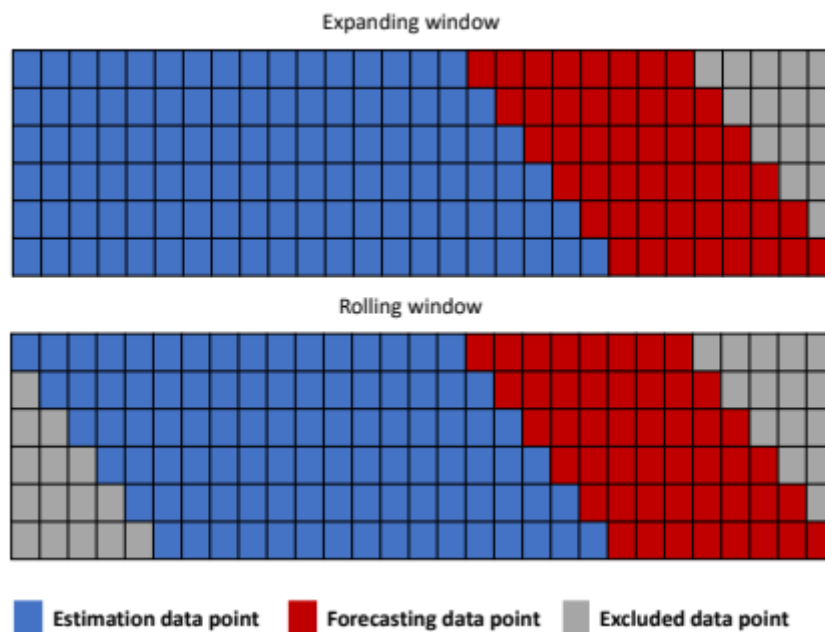 Expanding window
Rolling window
Estimation data point Forecasting data point Excluded data point